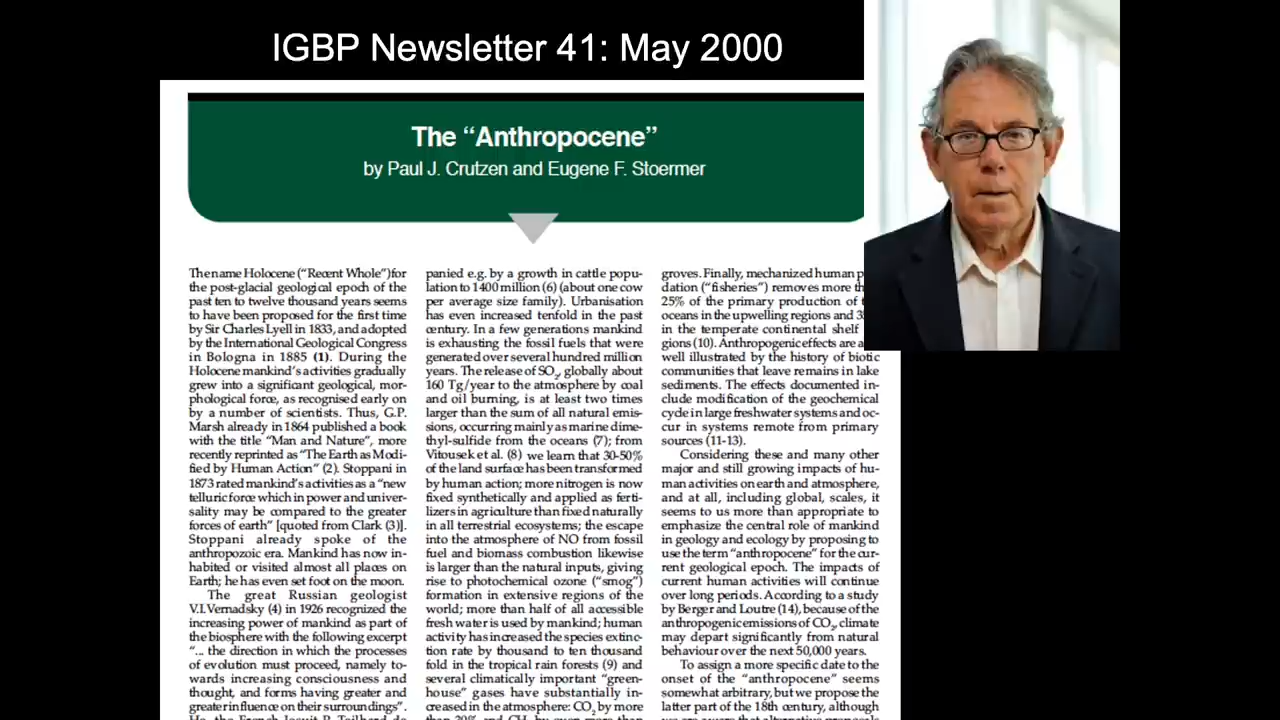 IGBP Newsletter 41: May 2000
The “Anthropocene”
by Paul J. Crutzen and Eugene F. Stoermer
The name Holocene (“Recent Whole”) for
the post-glacial geological epoch of the
past ten to twelve thousand years seems
to have been proposed for the first time
by Sir Charles Lyell in 1833, and adopted
by the International Geological Congress
in Bologna in 1885 (1). During the
Holocene mankind’s activities gradually
grew into a significant geological, mor-
phological force, as recognised early on
by a number of scientists. Thus, G.P.
Marsh already in 1864 published a book
with the title “Man and Nature”, more
recently reprinted as “The Earth as Modi-
fied by Human Action” (2). Stoppani in
1873 rated mankind’s activities as a “new
telluric force which in power and univer-
sality may be compared to the greater
forces of earth” [quoted from Clark (3)].
Stoppani already spoke of the
anthropozoic era. Mankind has now in-
habited or visited almost all places on
Earth; he has even set foot on the moon.
The great Russian geologist
V.I.Vernadsky (4) in 1926 recognized the
increasing power of mankind as part of
the biosphere with the following excerpt
“... the direction in which the processes
of evolution must proceed, namely to-
wards increasing consciousness and
thought, and forms having greater and
greater influence on their surroundings”.
He, the French Jesuit P. Teilhard de
panied e.g. by a growth in cattle popu-
lation to 1400 million (6) (about one cow
per average size family). Urbanisation
has even increased tenfold in the past
century. In a few generations mankind
is exhausting the fossil fuels that were
generated over several hundred million
years. The release of SO2, globally about
160 Tg/year to the atmosphere by coal
and oil burning, is at least two times
larger than the sum of all natural emis-
sions, occurring mainly as marine dime-
thyl-sulfide from the oceans (7); from
Vitousek et al. (8) we learn that 30-50%
of the land surface has been transformed
by human action; more nitrogen is now
fixed synthetically and applied as ferti-
lizers in agriculture than fixed naturally
in all terrestrial ecosystems; the escape
into the atmosphere of NO from fossil
fuel and biomass combustion likewise
is larger than the natural inputs, giving
rise to photochemical ozone (“smog”)
formation in extensive regions of the
world; more than half of all accessible
fresh water is used by mankind; human
activity has increased the species extinc-
tion rate by thousand to ten thousand
fold in the tropical rain forests (9) and
several climatically important “green-
house” gases have substantially in-
creased in the atmosphere: CO2 by more
than 30% and CH4 by even more than
groves. Finally, mechanized human p
dation (“fisheries”) removes more th
25% of the primary production of
oceans in the upwelling regions and 3
in the temperate continental shelf
gions (10). Anthropogenic effects are a
well illustrated by the history of biotic
communities that leave remains in lake
sediments. The effects documented in-
clude modification of the geochemical
cycle in large freshwater systems and oc-
cur in systems remote from primary
sources (11-13).
Considering these and many other
major and still growing impacts of hu-
man activities on earth and atmosphere,
and at all, including global, scales, it
seems to us more than appropriate to
emphasize the central role of mankind
in geology and ecology by proposing to
use the term “anthropocene” for the cur-
rent geological epoch. The impacts of
current human activities will continue
over long periods. According to a study
by Berger and Loutre (14), because of the
anthropogenic emissions of CO2, climate
may depart significantly from natural
behaviour over the next 50,000 years.
To assign a more specific date to the
onset of the “anthropocene” seems
somewhat arbitrary, but we propose the
latter part of the 18th century, although
we are aware that alternative proposals